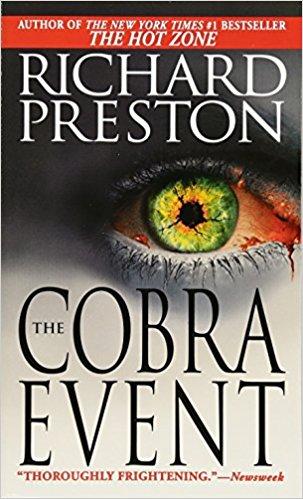 AUTHOR OF THE NEW YORK TIMES #1 BESTSELLER
THE HOT ZONE
RICHARD
PRESTON
THE
COBRA
EVENT
“THOROUGHLY FRIGHTENING.”—Newsweek